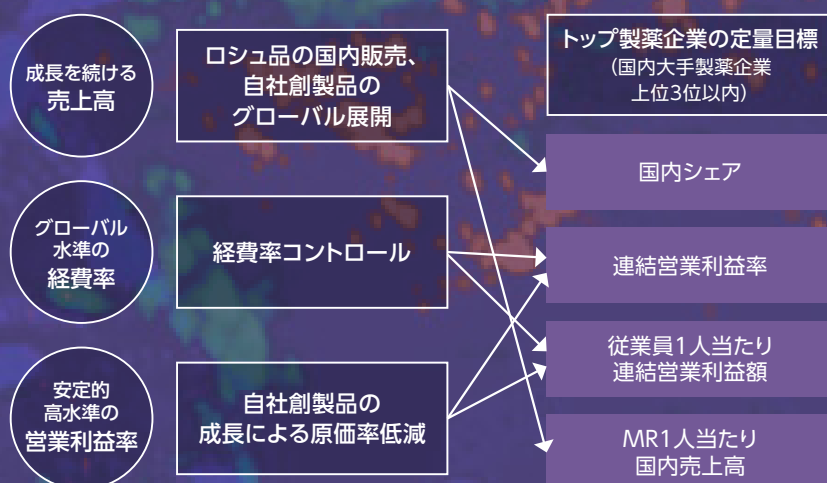 成長を続ける
売上高
ロシュ品の国内販売、
自社創製品の
グローバル展開
トップ製薬企業の定量目標
(国内大手製薬企業
上位3位以内)
国内シェア
グローバル
水準の
経費率
経費率コントロール
連結営業利益率
従業員1人当たり
連結営業利益額
安定的
高水準の
営業利益率
自社創製品の
成長による原価率低減
MR1人当たり
国内売上高